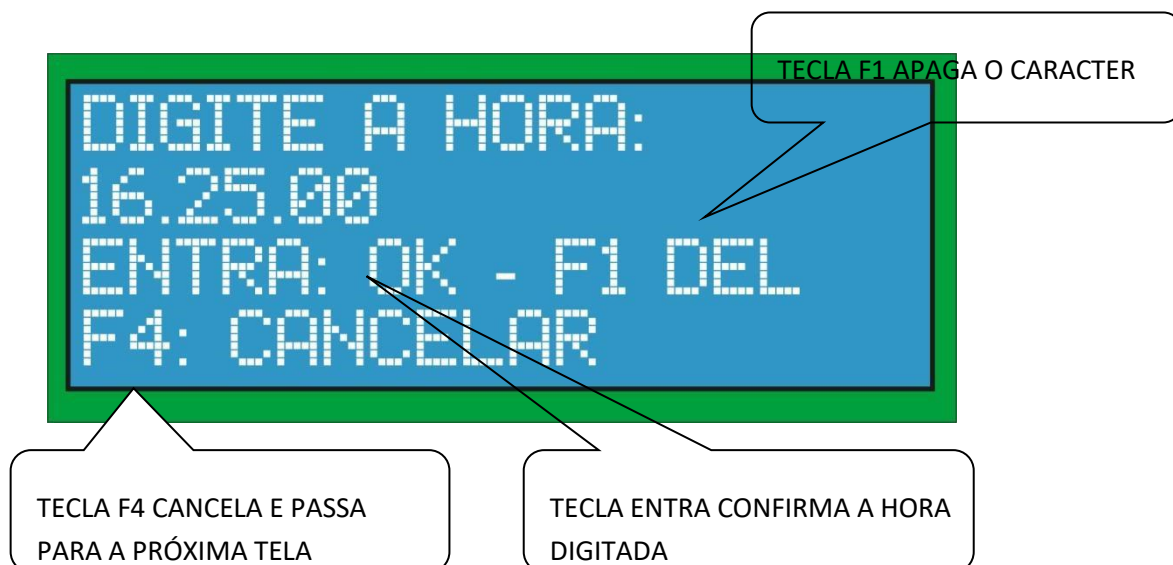 TECLA F1 APAGA O CARACTER
DIGITE A HORA:
16.25.00
ENTRA: OK - F1 DEL
F4: CANCELAR
TECLA F4 CANCELA E PASSA
PARA A PRÓXIMA TELA
TECLA ENTRA CONFIRMA A HORA
DIGITADA